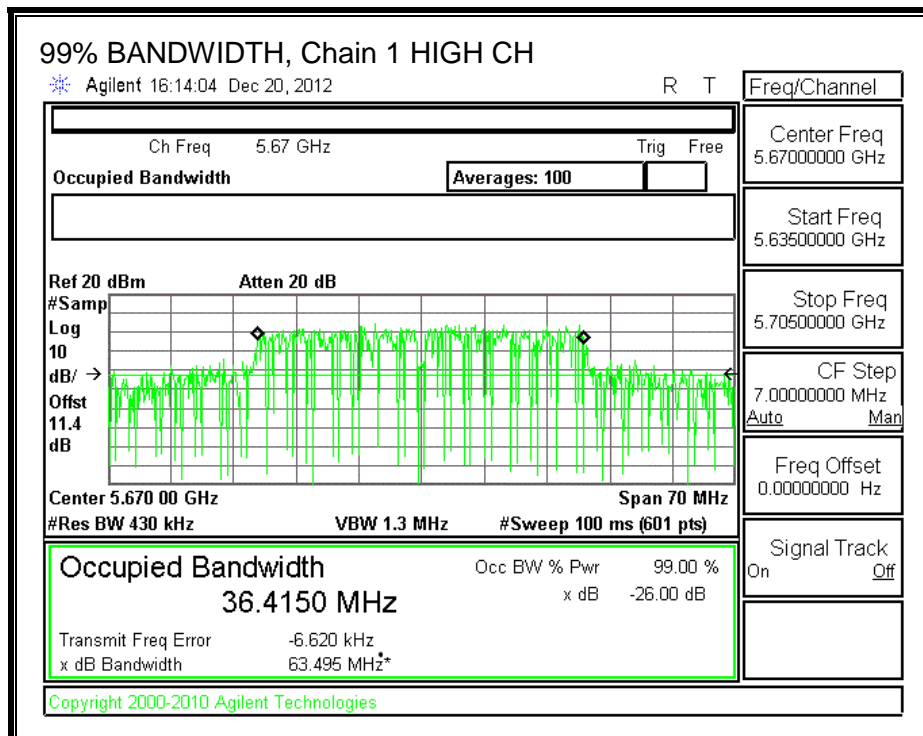 99% BANDWIDTH, Chain 1 HIGH CH
Agilent 16:14:04 Dec 20, 2012 R T
Freq/Channel
Ch Freq 5.67 GHz Trig Free
Occupied Bandwidth Averages: 100
Center Freq
5.67000000 GHz
Start Freq
5.63500000 GHz
Stop Freq
5.70500000 GHz
CF Step
7.00000000 MHz
Auto Man
Freq Offset
0.00000000 Hz
Signal Track
On Off
Ref 20 dBm Atten 20 dB
#Samp
Log
10
dB/
Offst
11.4
dB
Center 5.670 00 GHz Span 70 MHz
#Res BW 430 kHz VBW 1.3 MHz #Sweep 100 ms (601 pts)
Occupied Bandwidth Occ BW % Pwr 99.00 %
36.4150 MHz x dB -26.00 dB
Transmit Freq Error -6.620 kHz
x dB Bandwidth 63.495 MHz*
Copyright 2000-2010 Agilent Technologies